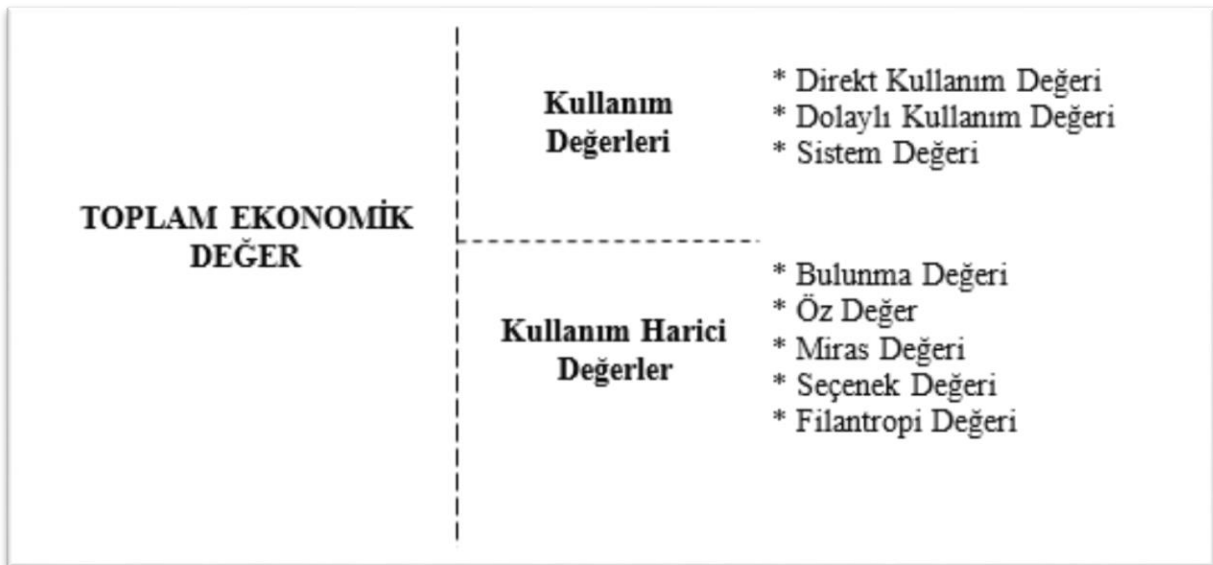 TOPLAM EKONOMİK
DEĞER
Kullanım
Değerleri
* Direkt Kullanım Değeri
* Dolaylı Kullanım Değeri
* Sistem Değeri
Kullanım Harici
Değerler
* Bulunma Değeri
* Öz Değer
* Miras Değeri
* Seçenek Değeri
* Filantropi Değeri